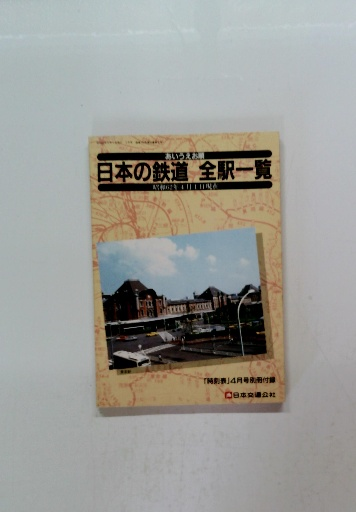 あいうえお順
日本の鉄道 全駅一覧
昭和62年4月1日現在
「時刻表」4月号別冊付録
日本交通公社